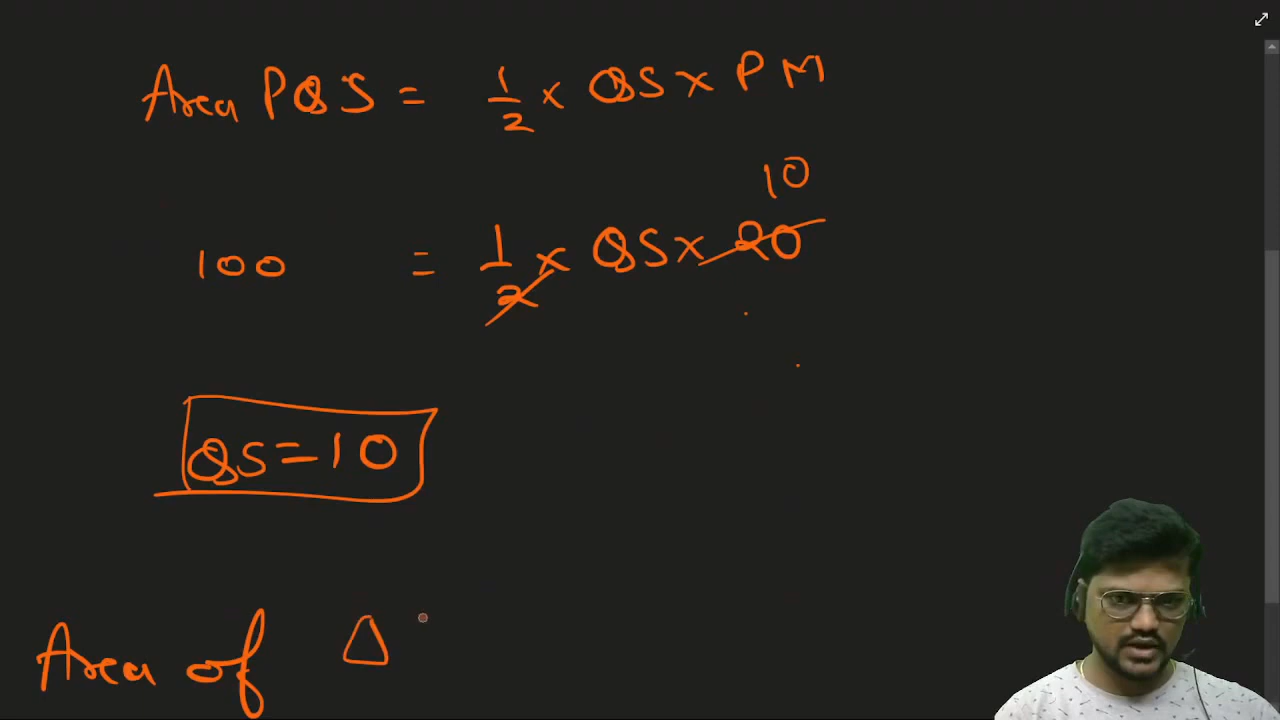 Area PQS = 1/2 × QS × PM
10
100 = 1/2 × QS × 20
QS = 10
Area of Δ